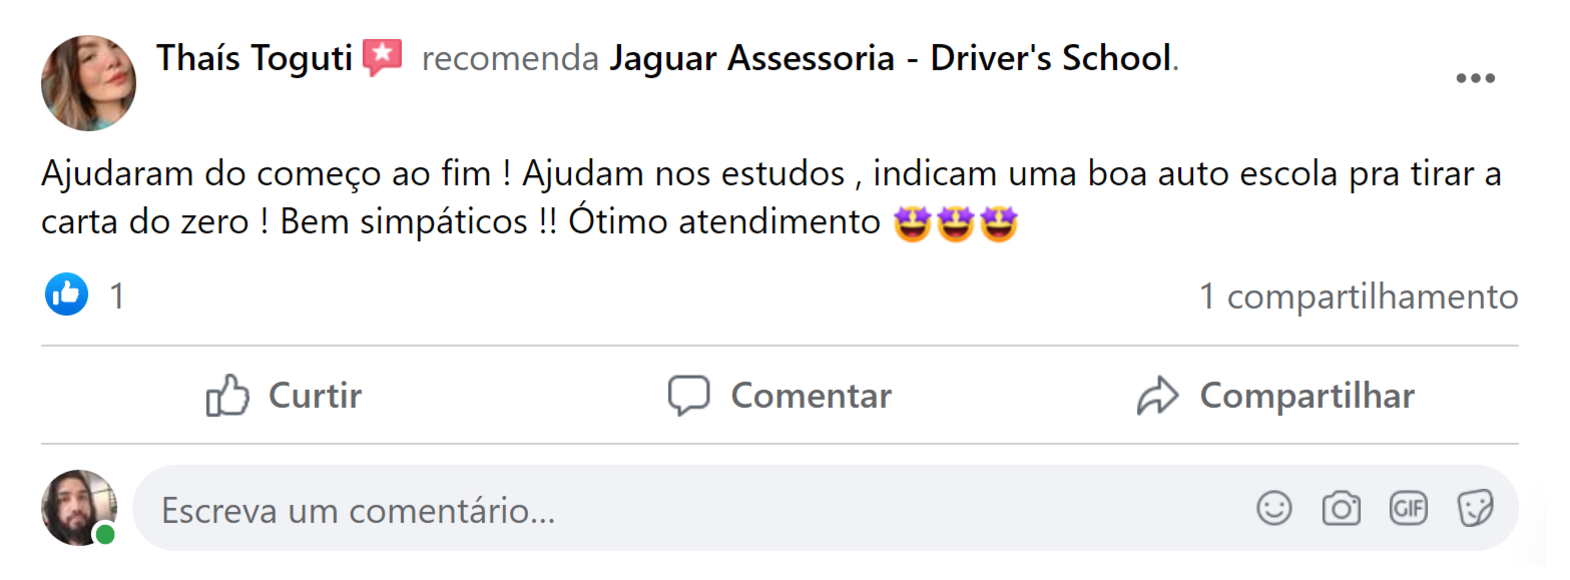 Thaís Toguti recomenda Jaguar Assessoria - Driver's School.
Ajudaram do começo ao fim ! Ajudam nos estudos , indicam uma boa auto escola pra tirar a
carta do zero ! Bem simpáticos !! Ótimo atendimento 🤩🤩🤩
1 1 compartilhamento
Curtir Comentar Compartilhar
Escreva um comentário... GIF